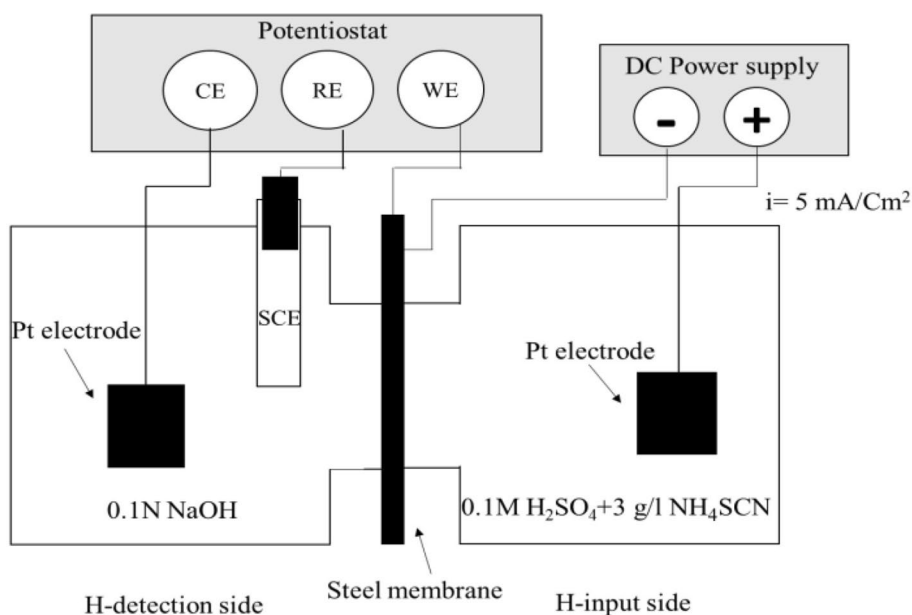 Potentiostat
CE
RE
WE
DC Power supply
-
+
i= 5 mA/Cm²
SCE
Pt electrode
Pt electrode
0.1N NaOH
0.1M H₂SO₄+3 g/l NH₄SCN
Steel membrane
H-detection side
H-input side